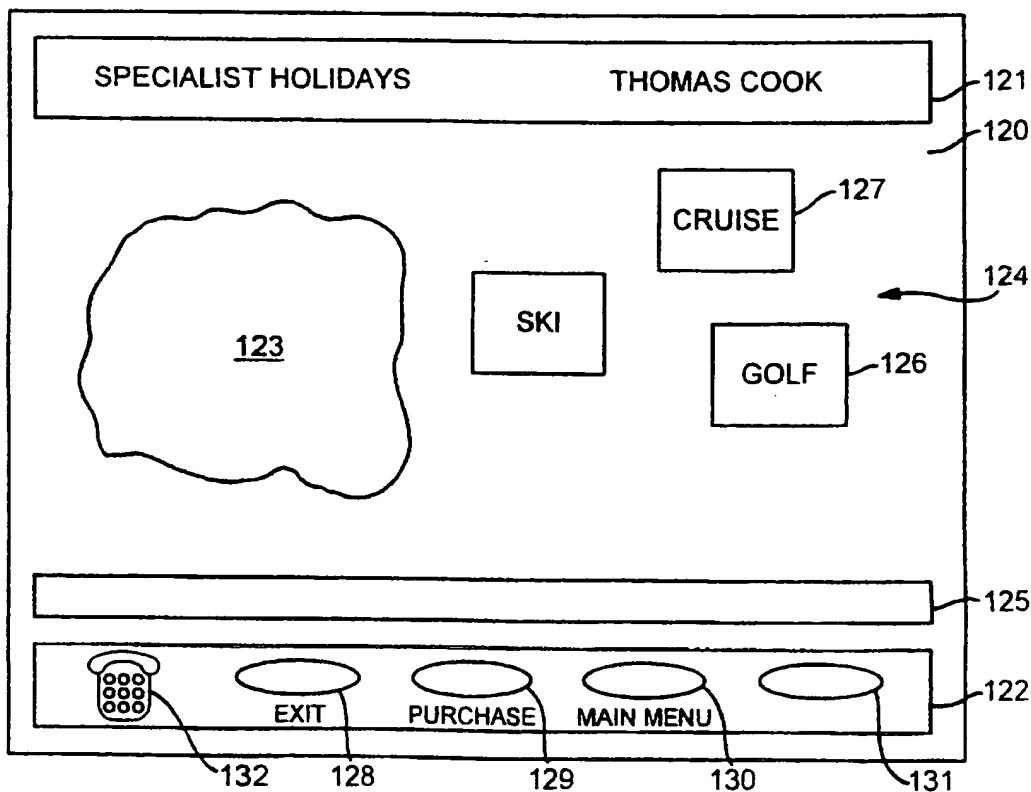 SPECIALIST HOLIDAYS THOMAS COOK
121
120
CRUISE
127
124
SKI
123
GOLF
126
125
122
EXIT PURCHASE MAIN MENU
132 128 129 130 131